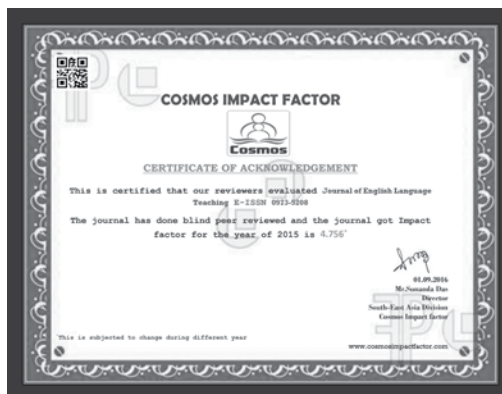 COSMOS IMPACT FACTOR
Cosmos
CERTIFICATE OF ACKNOWLEDGEMENT
This is certified that our reviewers evaluated Journal of English Language
Teaching E-ISSN 0973-5208
The journal has done blind peer reviewed and the journal got Impact
factor for the year of 2015 is 4.756*
01.09.2016
Mr.Sunanda Das
Director
South-East Asia Division
Cosmos Impact factor
*This is subjected to change during different year
www.cosmosimpactfactor.com